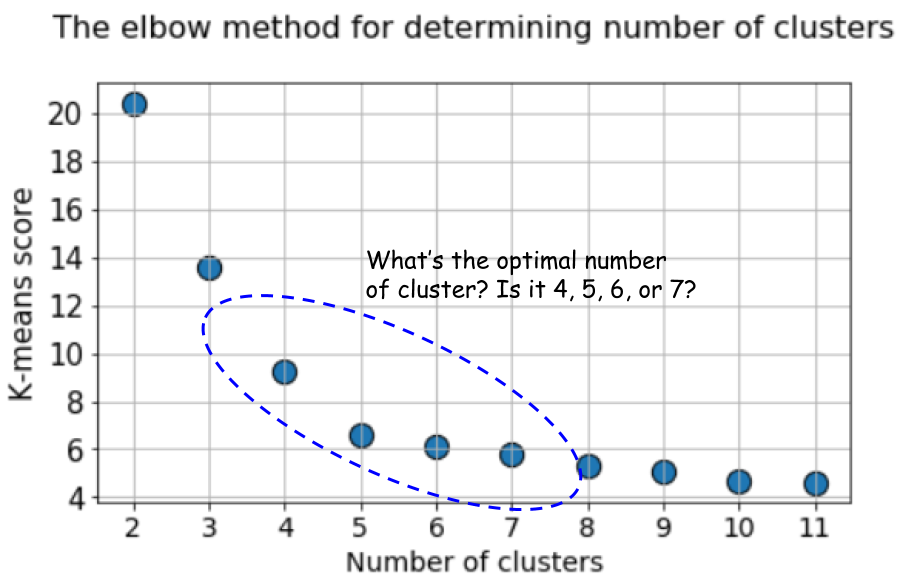 The elbow method for determining number of clusters
20
18
16
14
12
10
8
6
4
K-means score
What's the optimal number
of cluster? Is it 4, 5, 6, or 7?
2 3 4 5 6 7 8 9 10 11
Number of clusters